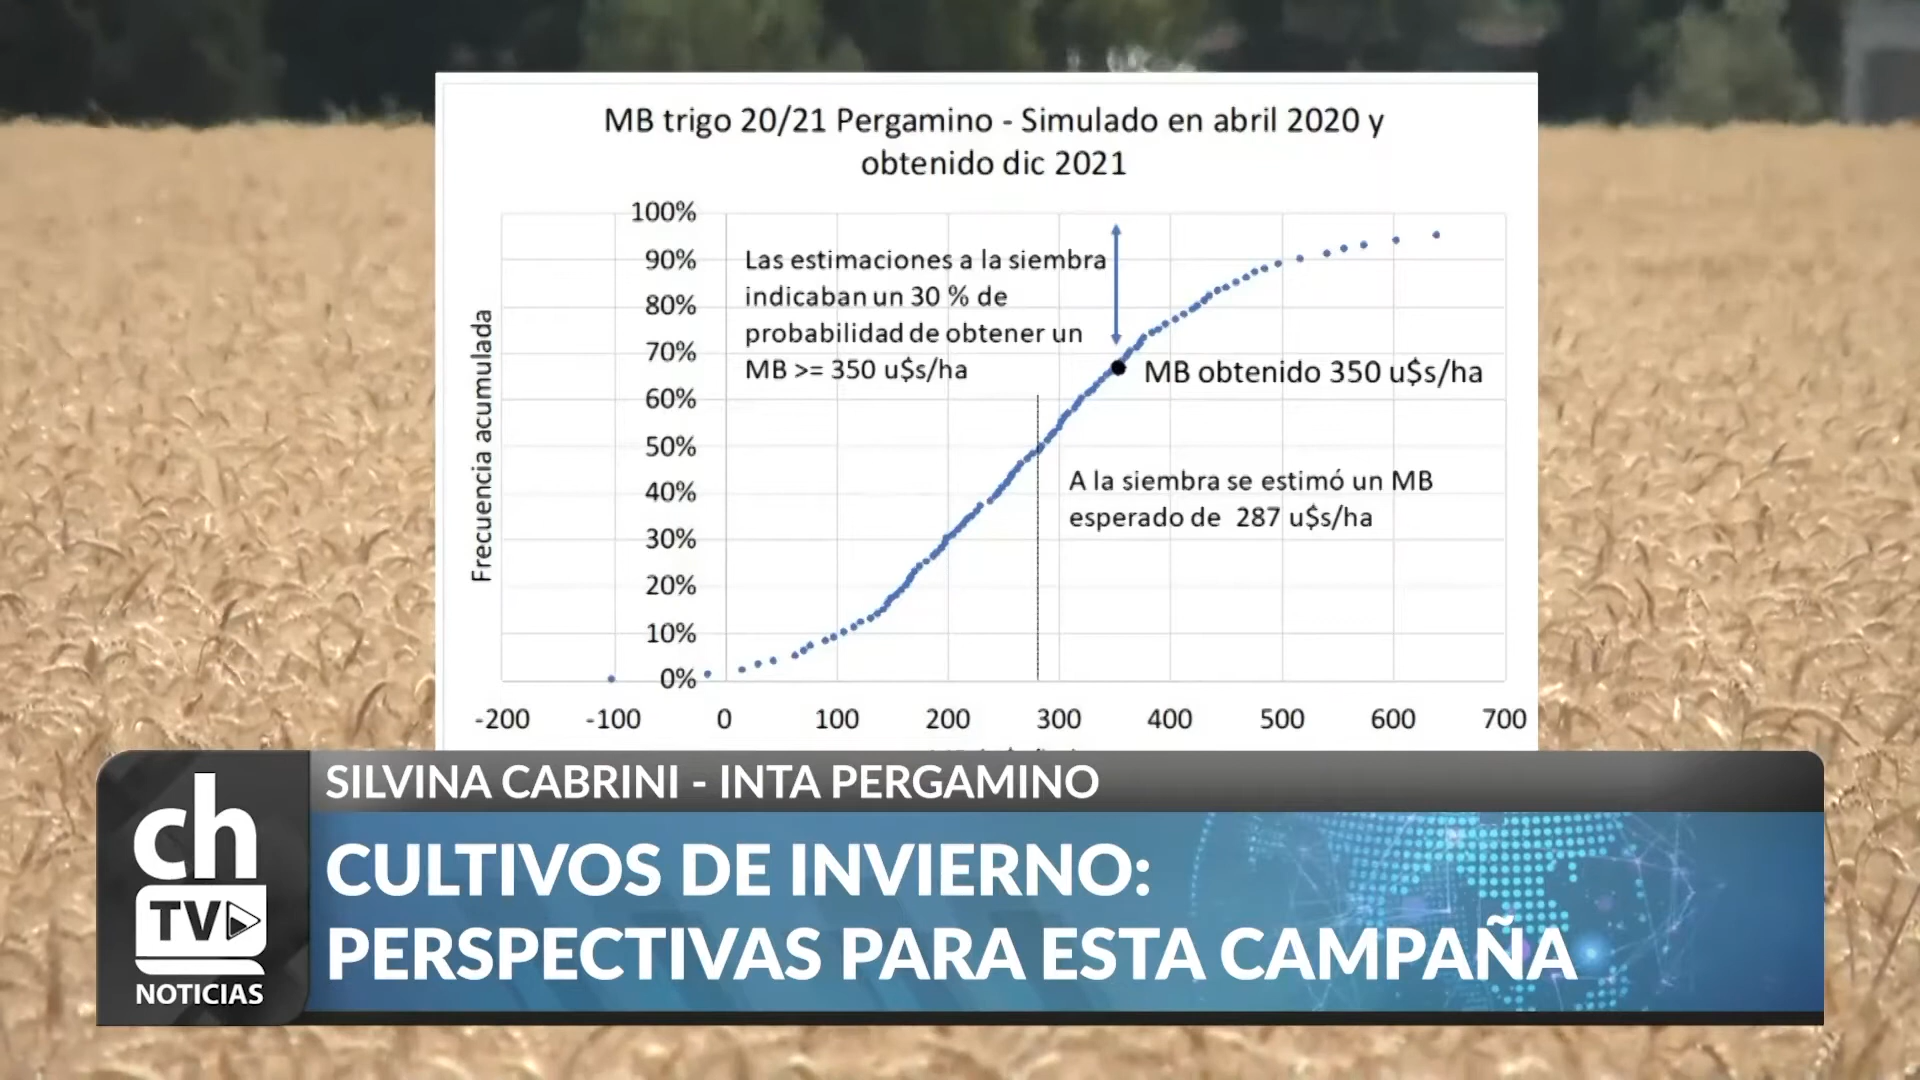 MB trigo 20/21 Pergamino - Simulado en abril 2020 y
obtenido dic 2021
100%
90%
80%
70%
60%
50%
40%
30%
20%
10%
0%
Frecuencia acumulada
Las estimaciones a la siembra
indicaban un 30 % de
probabilidad de obtener un
MB >= 350 u$s/ha
MB obtenido 350 u$s/ha
A la siembra se estimó un MB
esperado de 287 u$s/ha
-200 -100 0 100 200 300 400 500 600 700
SILVINA CABRINI - INTA PERGAMINO
CULTIVOS DE INVIERNO:
PERSPECTIVAS PARA ESTA CAMPAÑA
ch
TV
NOTICIAS